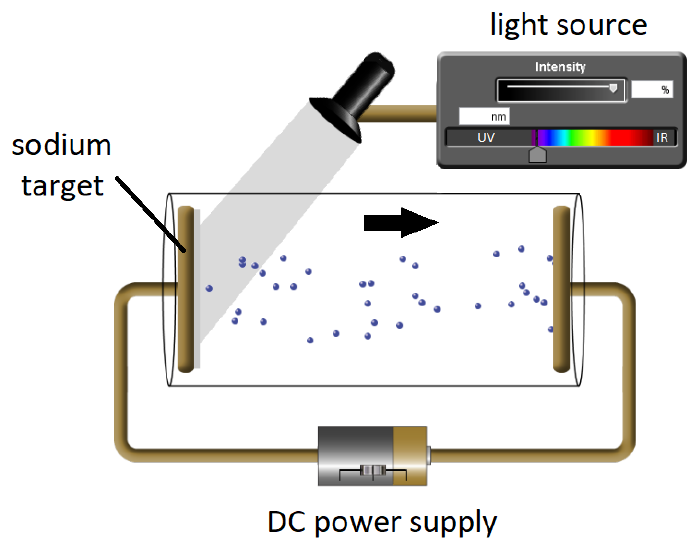 light source
Intensity
%
nm
UV
IR
sodium
target
DC power supply